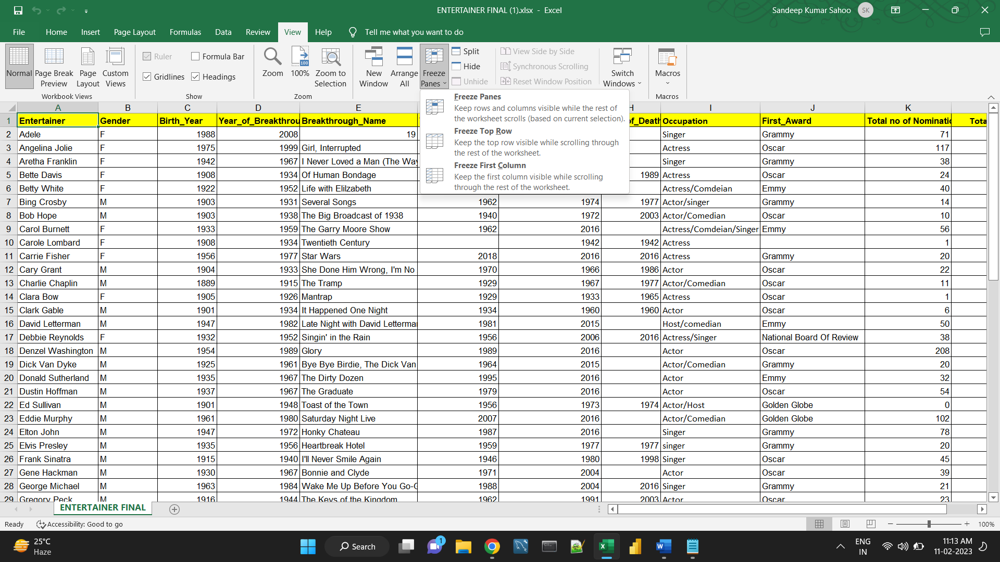 ENTERTAINER FINAL (1).xlsx - Excel
Sandeep Kumar Sahoo SK
File Home Insert Page Layout Formulas Data Review View Help Tell me what you want to do
Normal Page Break Preview Page Layout Custom Views
Workbook Views
Ruler Formula Bar
Gridlines Headings
Show
Zoom 100% Zoom to Selection
100
Zoom
New Window Arrange All Freeze Panes
Split
Hide
Unhide
View Side by Side
Synchronous Scrolling
Reset Window Position
Switch Windows
Macros
Macros
Freeze Panes
Keep rows and columns visible while the rest of
the worksheet scrolls (based on current selection).
Freeze Top Row
Keep the top row visible while scrolling through
the rest of the worksheet.
Freeze First Column
Keep the first column visible while scrolling
through the rest of the worksheet.
A B C D E H I J K
1 Entertainer Gender Birth_Year Year_of_Breakthrou Breakthrough_Name of_Death Occupation First_Award Total no of Nominatio Tota
2 Adele F 1988 2008 19 Singer Grammy 71
3 Angelina Jolie F 1975 1999 Girl, Interrupted Actress Oscar 117
4 Aretha Franklin F 1942 1967 I Never Loved a Man (The Way Singer Grammy 38
5 Bette Davis F 1908 1934 Of Human Bondage 1989 Actress Oscar 24
6 Betty White F 1922 1952 Life with Elilzabeth Actress/Comdeian Emmy 40
7 Bing Crosby M 1903 1931 Several Songs 1962 1974 1977 Actor/singer Grammy 14
8 Bob Hope M 1903 1938 The Big Broadcast of 1938 1940 1972 2003 Actor/Comedian Oscar 10
9 Carol Burnett F 1933 1959 The Garry Moore Show 1962 2016 Actress/Comdeian/Singer Emmy 56
10 Carole Lombard F 1908 1934 Twentieth Century 1942 1942 Actress 1
11 Carrie Fisher F 1956 1977 Star Wars 2018 2016 2016 Actress Grammy 20
12 Cary Grant M 1904 1933 She Done Him Wrong, I'm No 1970 1966 1986 Actor Oscar 22
13 Charlie Chaplin M 1889 1915 The Tramp 1929 1967 1977 Actor/Comedian Oscar 11
14 Clara Bow F 1905 1926 Mantrap 1929 1933 1965 Actress Oscar 1
15 Clark Gable M 1901 1934 It Happened One Night 1934 1960 1960 Actor Oscar 6
16 David Letterman M 1947 1982 Late Night with David Letterma 1981 2015 Host/comedian Emmy 50
17 Debbie Reynolds F 1932 1952 Singin' in the Rain 1956 2006 2016 Actress/Singer National Board Of Review 38
18 Denzel Washington M 1954 1989 Glory 1989 2016 Actor Oscar 208
19 Dick Van Dyke M 1925 1961 Bye Bye Birdie, The Dick Van 1964 2015 Actor/Comedian Grammy 20
20 Donald Sutherland M 1935 1967 The Dirty Dozen 1995 2016 Actor Emmy 32
21 Dustin Hoffman M 1937 1967 The Graduate 1979 2016 Actor Oscar 54
22 Ed Sullivan M 1901 1948 Toast of the Town 1956 1973 1974 Actor/Host Golden Globe 0
23 Eddie Murphy M 1961 1980 Saturday Night Live 2007 2016 Actor/Comedian Golden Globe 102
24 Elton John M 1947 1972 Honky Chateau 1987 2016 Singer Grammy 78
25 Elvis Presley M 1935 1956 Heartbreak Hotel 1959 1977 1977 singer Grammy 20
26 Frank Sinatra M 1915 1940 I'll Never Smile Again 1946 1980 1998 Singer Oscar 45
27 Gene Hackman M 1930 1967 Bonnie and Clyde 1971 2004 Actor Oscar 39
28 George Michael M 1963 1984 Wake Me Up Before You Go-G 1988 2004 2016 Singer Grammy 21
29 Gregory Peck M 1916 1944 The Keys of the Kingdom 1962 1991 2003 Actor Oscar 23
ENTERTAINER FINAL
Ready Accessibility: Good to go 100%
25°C
Haze
Search
1
ENG
IN
11:13 AM
11-02-2023